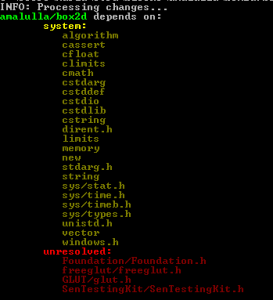 INFO: Processing changes...
amalulla/box2d depends on:
system:
algorithm
cassert
cfloat
climits
cmath
cstdarg
cstddef
cstdio
cstdlib
cstring
dirent.h
limits
memory
new
stdarg.h
string
sys/stat.h
sys/time.h
sys/timeb.h
sys/types.h
unistd.h
vector
windows.h
unresolved:
Foundation/Foundation.h
freeglut/freeglut.h
GLUI/glut.h
SenTestingKit/SenTestingKit.h